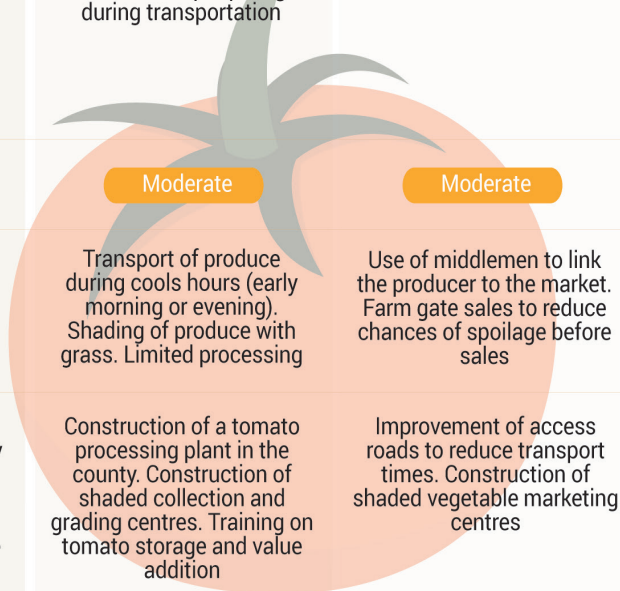 during transportation
Moderate
Moderate
Transport of produce
during cools hours (early
morning or evening).
Shading of produce with
grass. Limited processing
Use of middlemen to link
the producer to the market.
Farm gate sales to reduce
chances of spoilage before
sales
Construction of a tomato
processing plant in the
county. Construction of
shaded collection and
grading centres. Training on
tomato storage and value
addition
Improvement of access
roads to reduce transport
times. Construction of
shaded vegetable marketing
centres